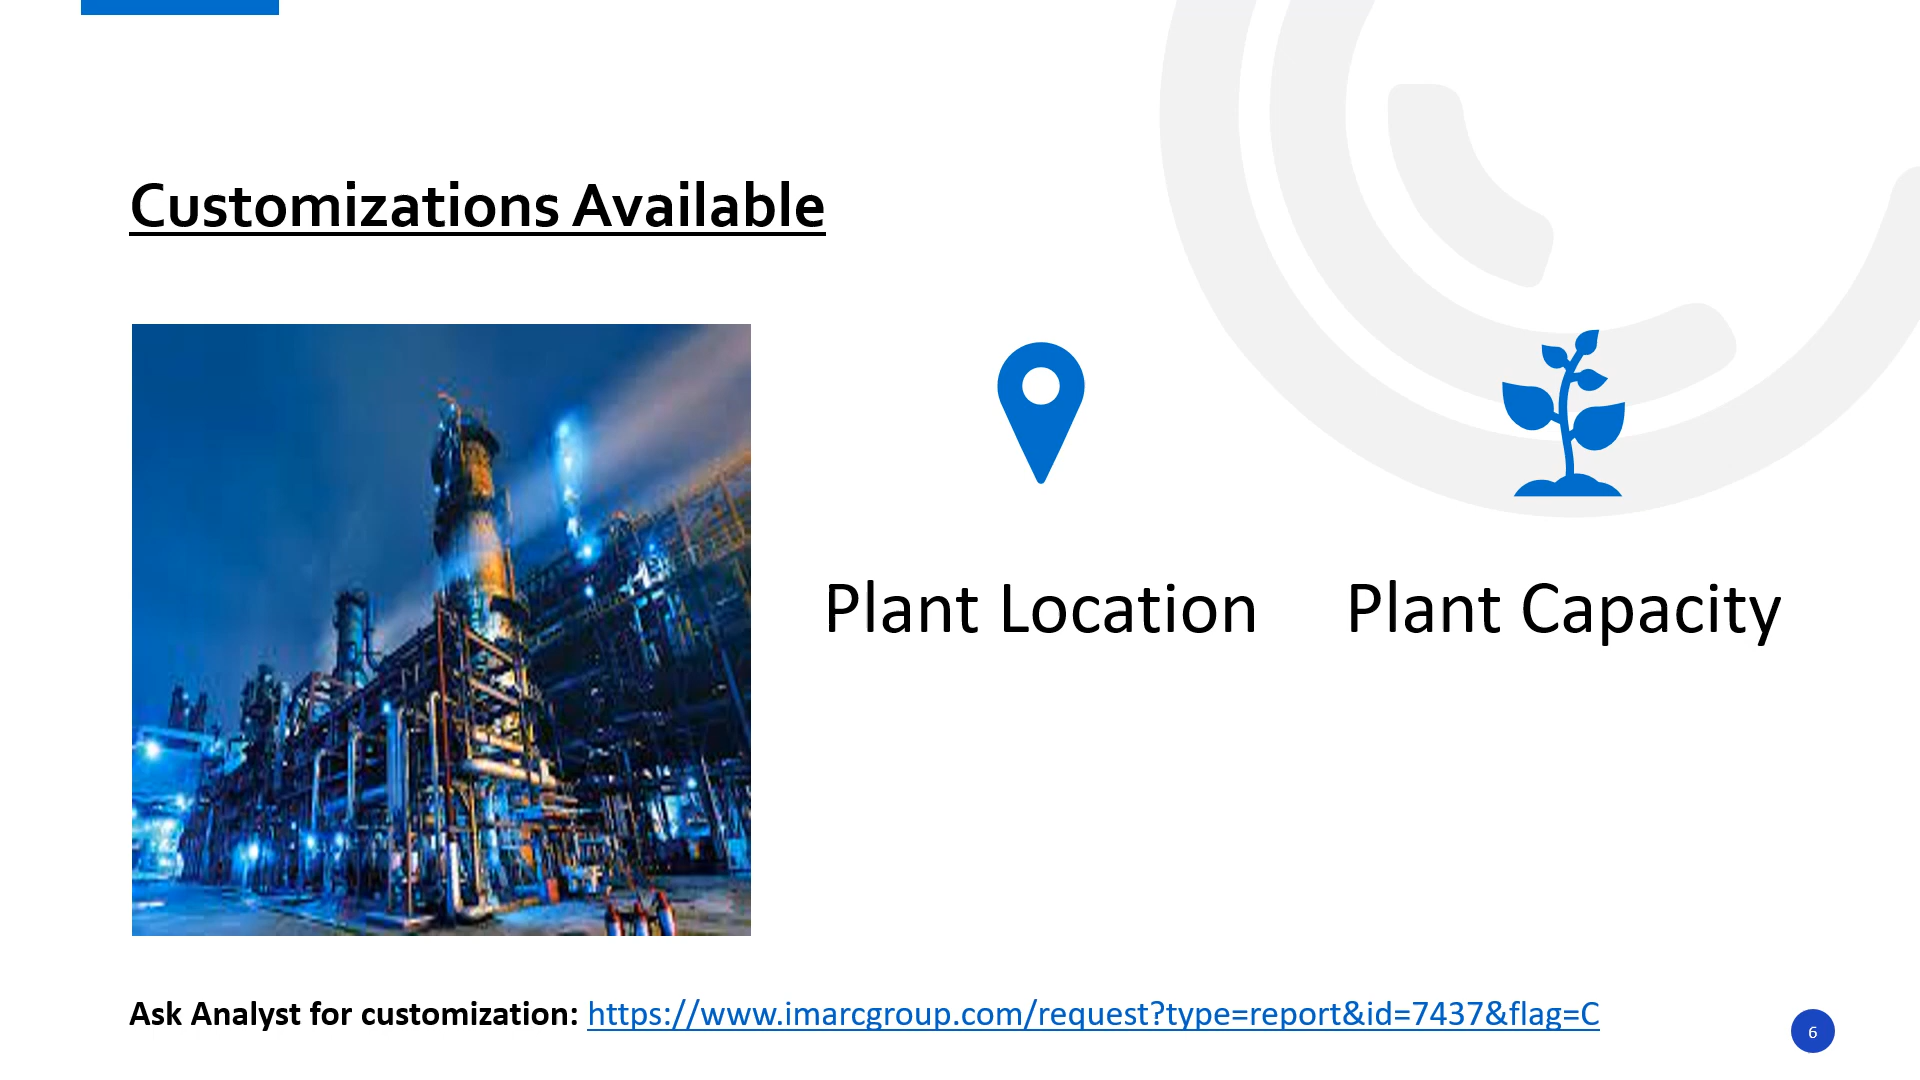 Customizations Available
Plant Location
Plant Capacity
Ask Analyst for customization: https://www.imarcgroup.com/request?type=report&id=7437&flag=C
6